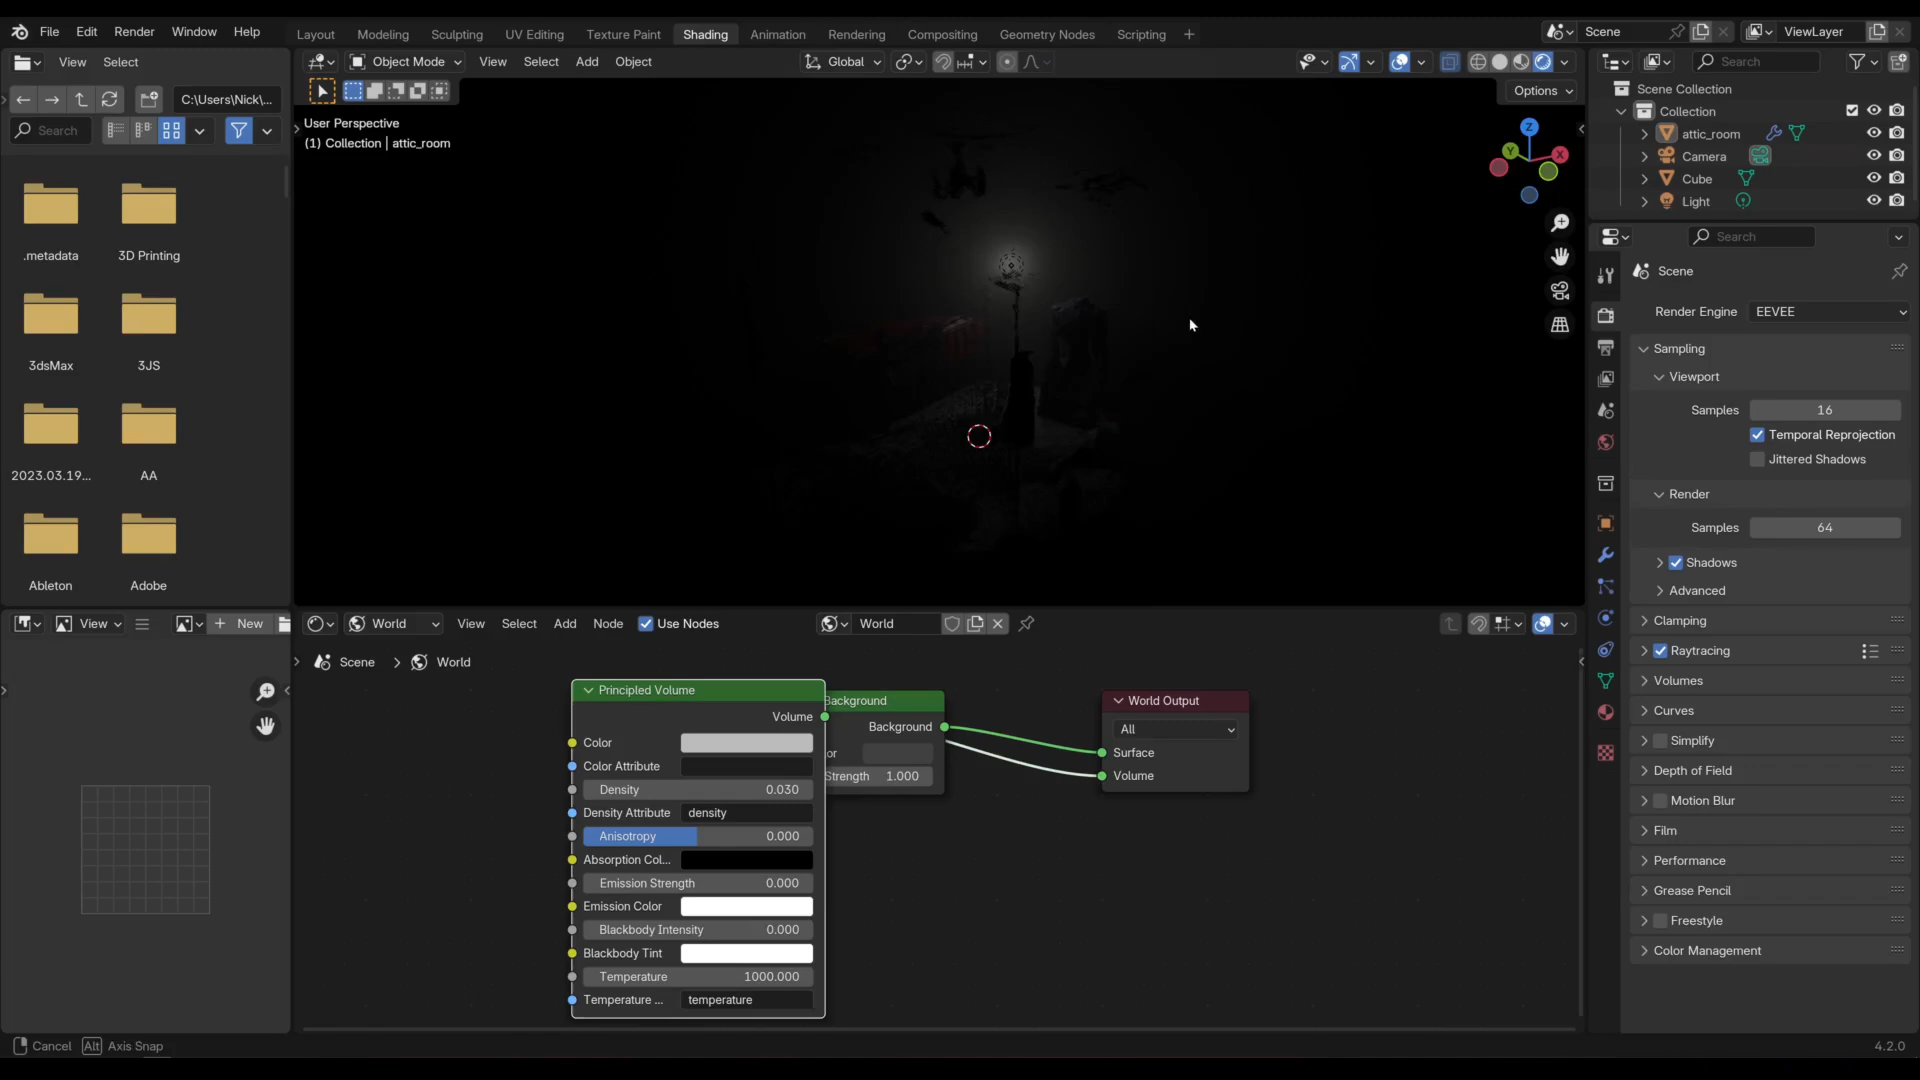 File Edit Render Window Help
Layout Modeling Sculpting UV Editing Texture Paint Shading Animation Rendering Compositing Geometry Nodes Scripting
Scene
ViewLayer
View Select
C:\Users\Nick\...
Search
.metadata
3D Printing
3dsMax
3JS
2023.03.19...
AA
Ableton
Adobe
Object Mode
View Select Add Object
Global
Options
User Perspective
(1) Collection | attic_room
Z
Y
X
Search
Scene Collection
Collection
attic_room
Camera
Cube
Light
Search
Scene
Render Engine EEVEE
Sampling
Viewport
Samples 16
Temporal Reprojection
Jittered Shadows
Render
Samples 64
Shadows
Advanced
Clamping
Raytracing
Volumes
Curves
Simplify
Depth of Field
Motion Blur
Film
Performance
Grease Pencil
Freestyle
Color Management
View
New
World
View Select Add Node Use Nodes
World
Scene World
Principled Volume
Volume
Color
Color Attribute
Density 0.030
Density Attribute density
Anisotropy 0.000
Absorption Col...
Emission Strength 0.000
Emission Color
Blackbody Intensity 0.000
Blackbody Tint
Temperature 1000.000
Temperature ... temperature
Background
Background
or
Strength 1.000
World Output
All
Surface
Volume
Cancel Alt Axis Snap
4.2.0